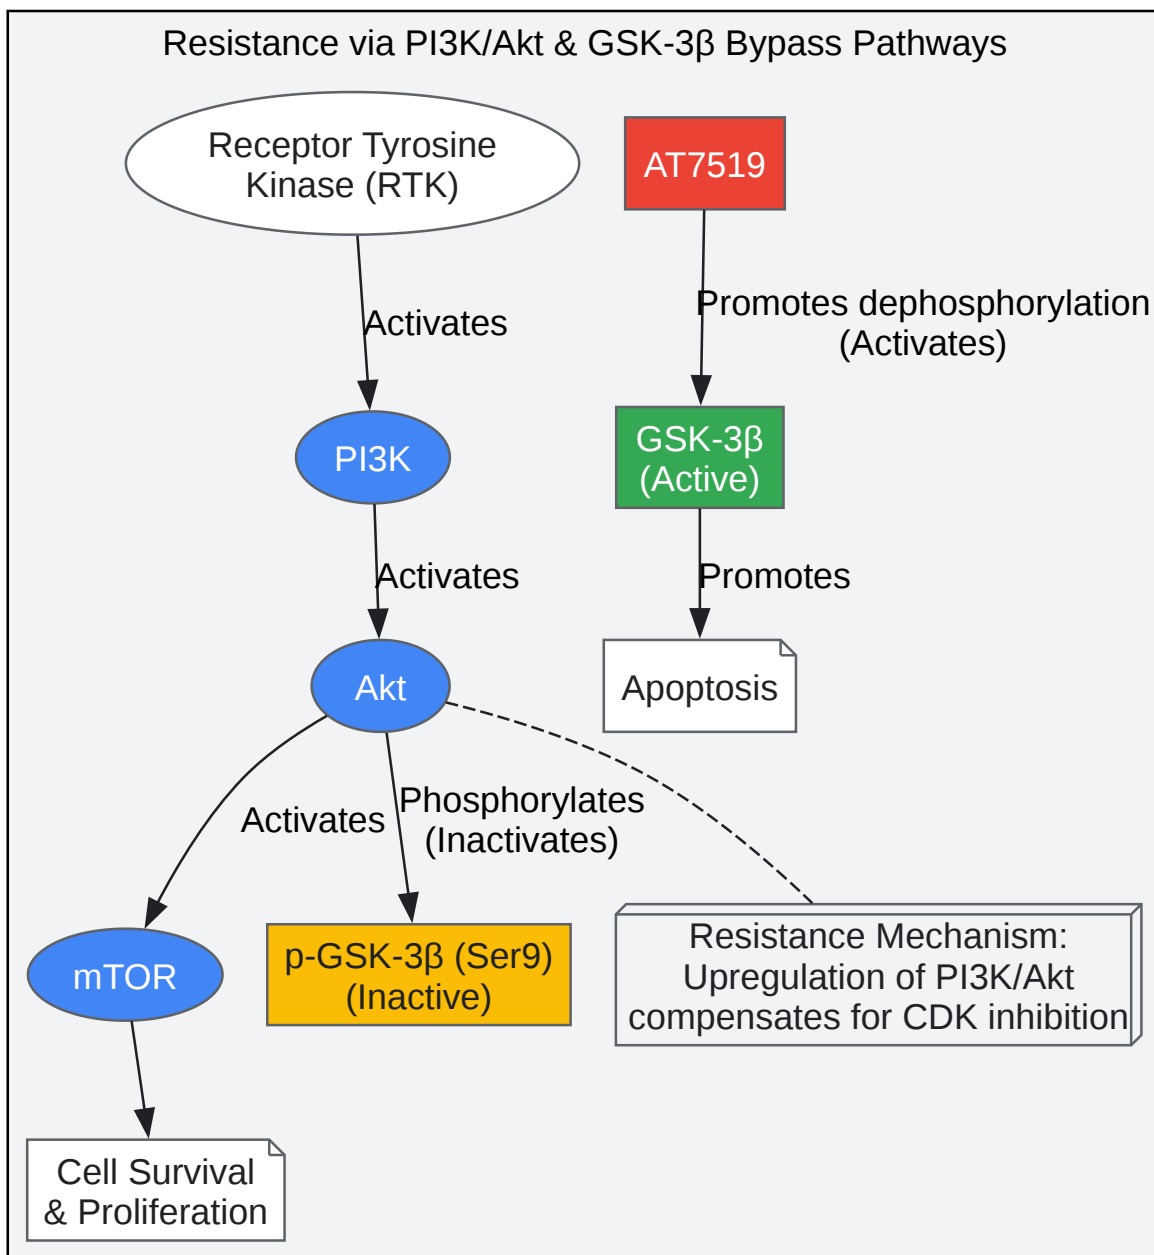 Resistance via PI3K/Akt & GSK-3β Bypass Pathways
Receptor Tyrosine
Kinase (RTK)
AT7519
Activates
Promotes dephosphorylation
(Activates)
PI3K
GSK-3β
(Active)
Activates
Promotes
Akt
Apoptosis
Activates
Phosphorylates
(Inactivates)
mTOR
p-GSK-3β (Ser9)
(Inactive)
Resistance Mechanism:
Upregulation of PI3K/Akt
compensates for CDK inhibition
Cell Survival
& Proliferation